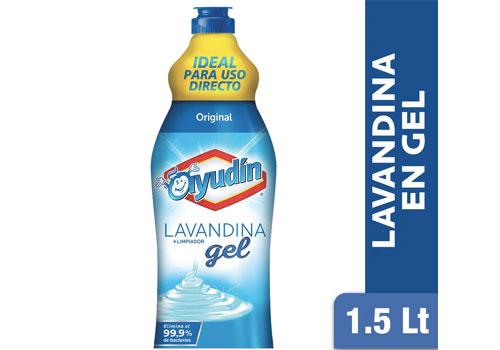 IDEAL
PARA USO
DIRECTO
Original
Ayudín
LAVANDINA
+ LIMPIADOR
gel
Elimina el
99,9%
de bacterias
LAVANDINA
EN GEL
1.5 Lt